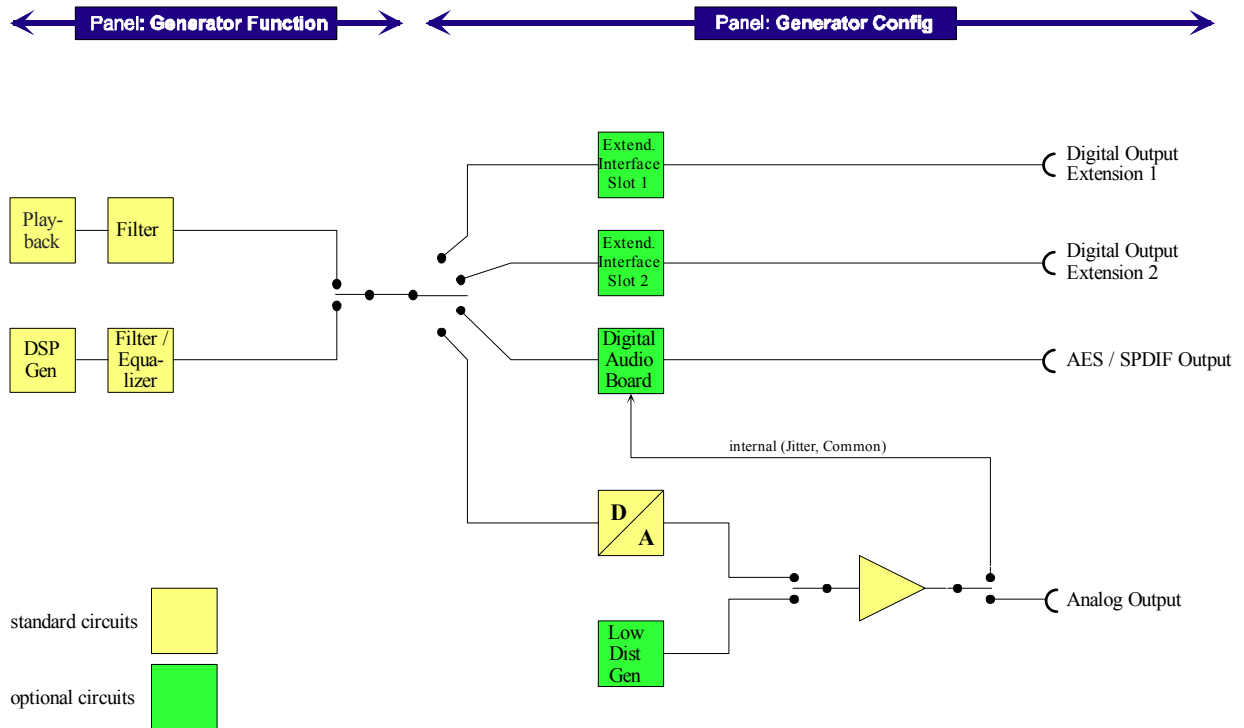 Panel: Generator Function
Panel: Generator Config
Extend.
Interface
Slot 1
Digital Output
Extension 1
Play-
back
Filter
Extend.
Interface
Slot 2
Digital Output
Extension 2
DSP
Gen
Filter /
Equa-
lizer
Digital
Audio
Board
AES / SPDIF Output
internal (Jitter, Common)
D
A
Analog Output
Low
Dist
Gen
standard circuits
optional circuits